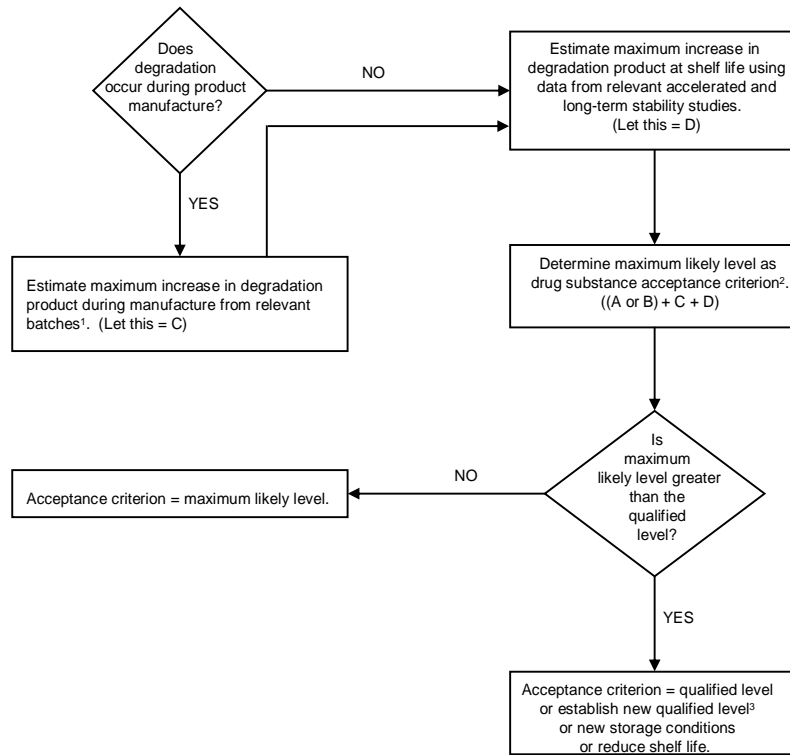 Does
degradation
occur during product
manufacture?
NO
Estimate maximum increase in
degradation product at shelf life using
data from relevant accelerated and
long-term stability studies.
(Let this = D)
YES
Estimate maximum increase in degradation
product during manufacture from relevant
batches¹.  (Let this = C)
Determine maximum likely level as
drug substance acceptance criterion².
((A or B) + C + D)
Is
maximum
likely level greater
than the
qualified
level?
NO
Acceptance criterion = maximum likely level.
YES
Acceptance criterion = qualified level
or establish new qualified level³
or new storage conditions
or reduce shelf life.